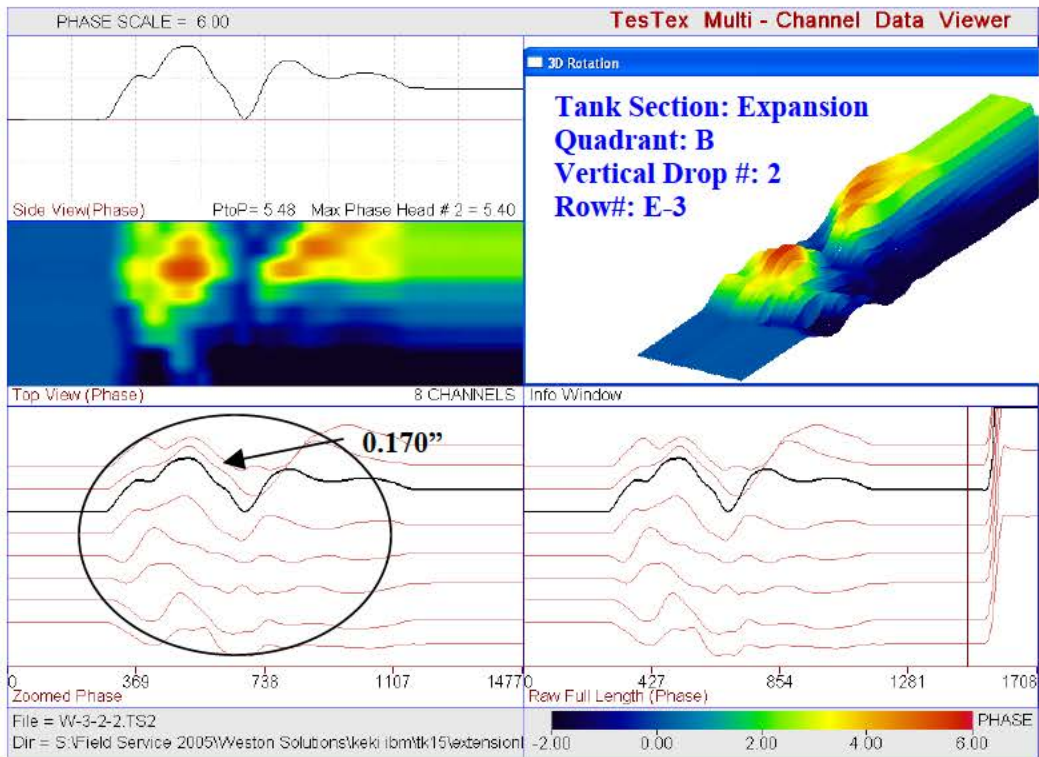 PHASE SCALE = 6.00
TesTex Multi - Channel Data Viewer
3D Rotation
Tank Section: Expansion
Quadrant: B
Vertical Drop #: 2
Row#: E-3
Side View(Phase) PtoP= 5.48 Max Phase Head # 2 = 5.40
Top View (Phase) 8 CHANNELS
Info Window
0.170”
0 369 738 1107 1477
Zoomed Phase
0 427 854 1281 1708
Raw Full Length (Phase)
File = W-3-2-2.TS2
Dir = S:\Field Service 2005\Weston Solutions\keki ibm\tk15\extension
PHASE
-2.00 0.00 2.00 4.00 6.00